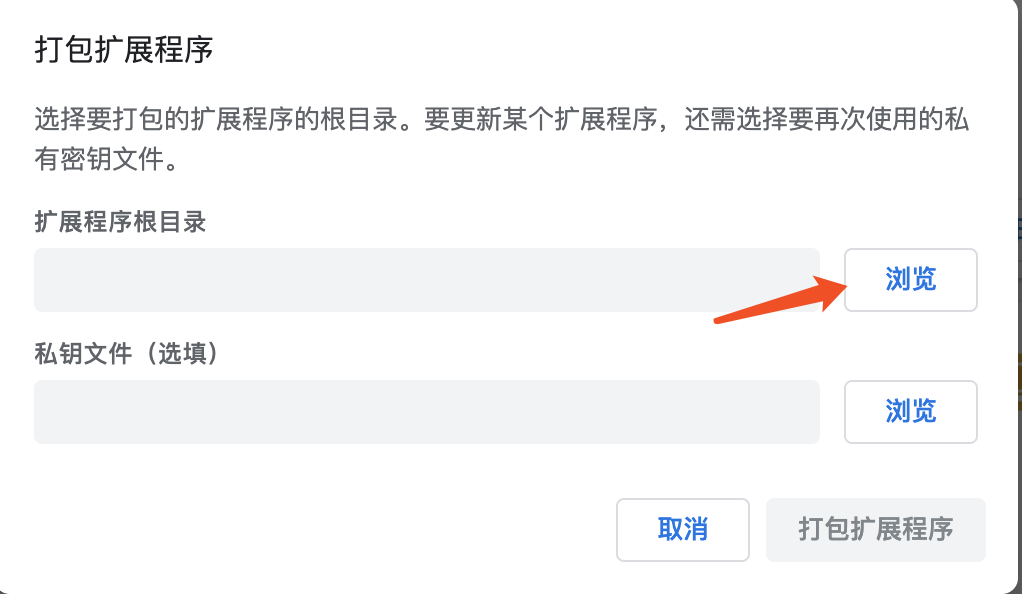 打包扩展程序
选择要打包的扩展程序的根目录。要更新某个扩展程序，还需选择要再次使用的私
有密钥文件。
扩展程序根目录
浏览
私钥文件（选填）
浏览
取消
打包扩展程序